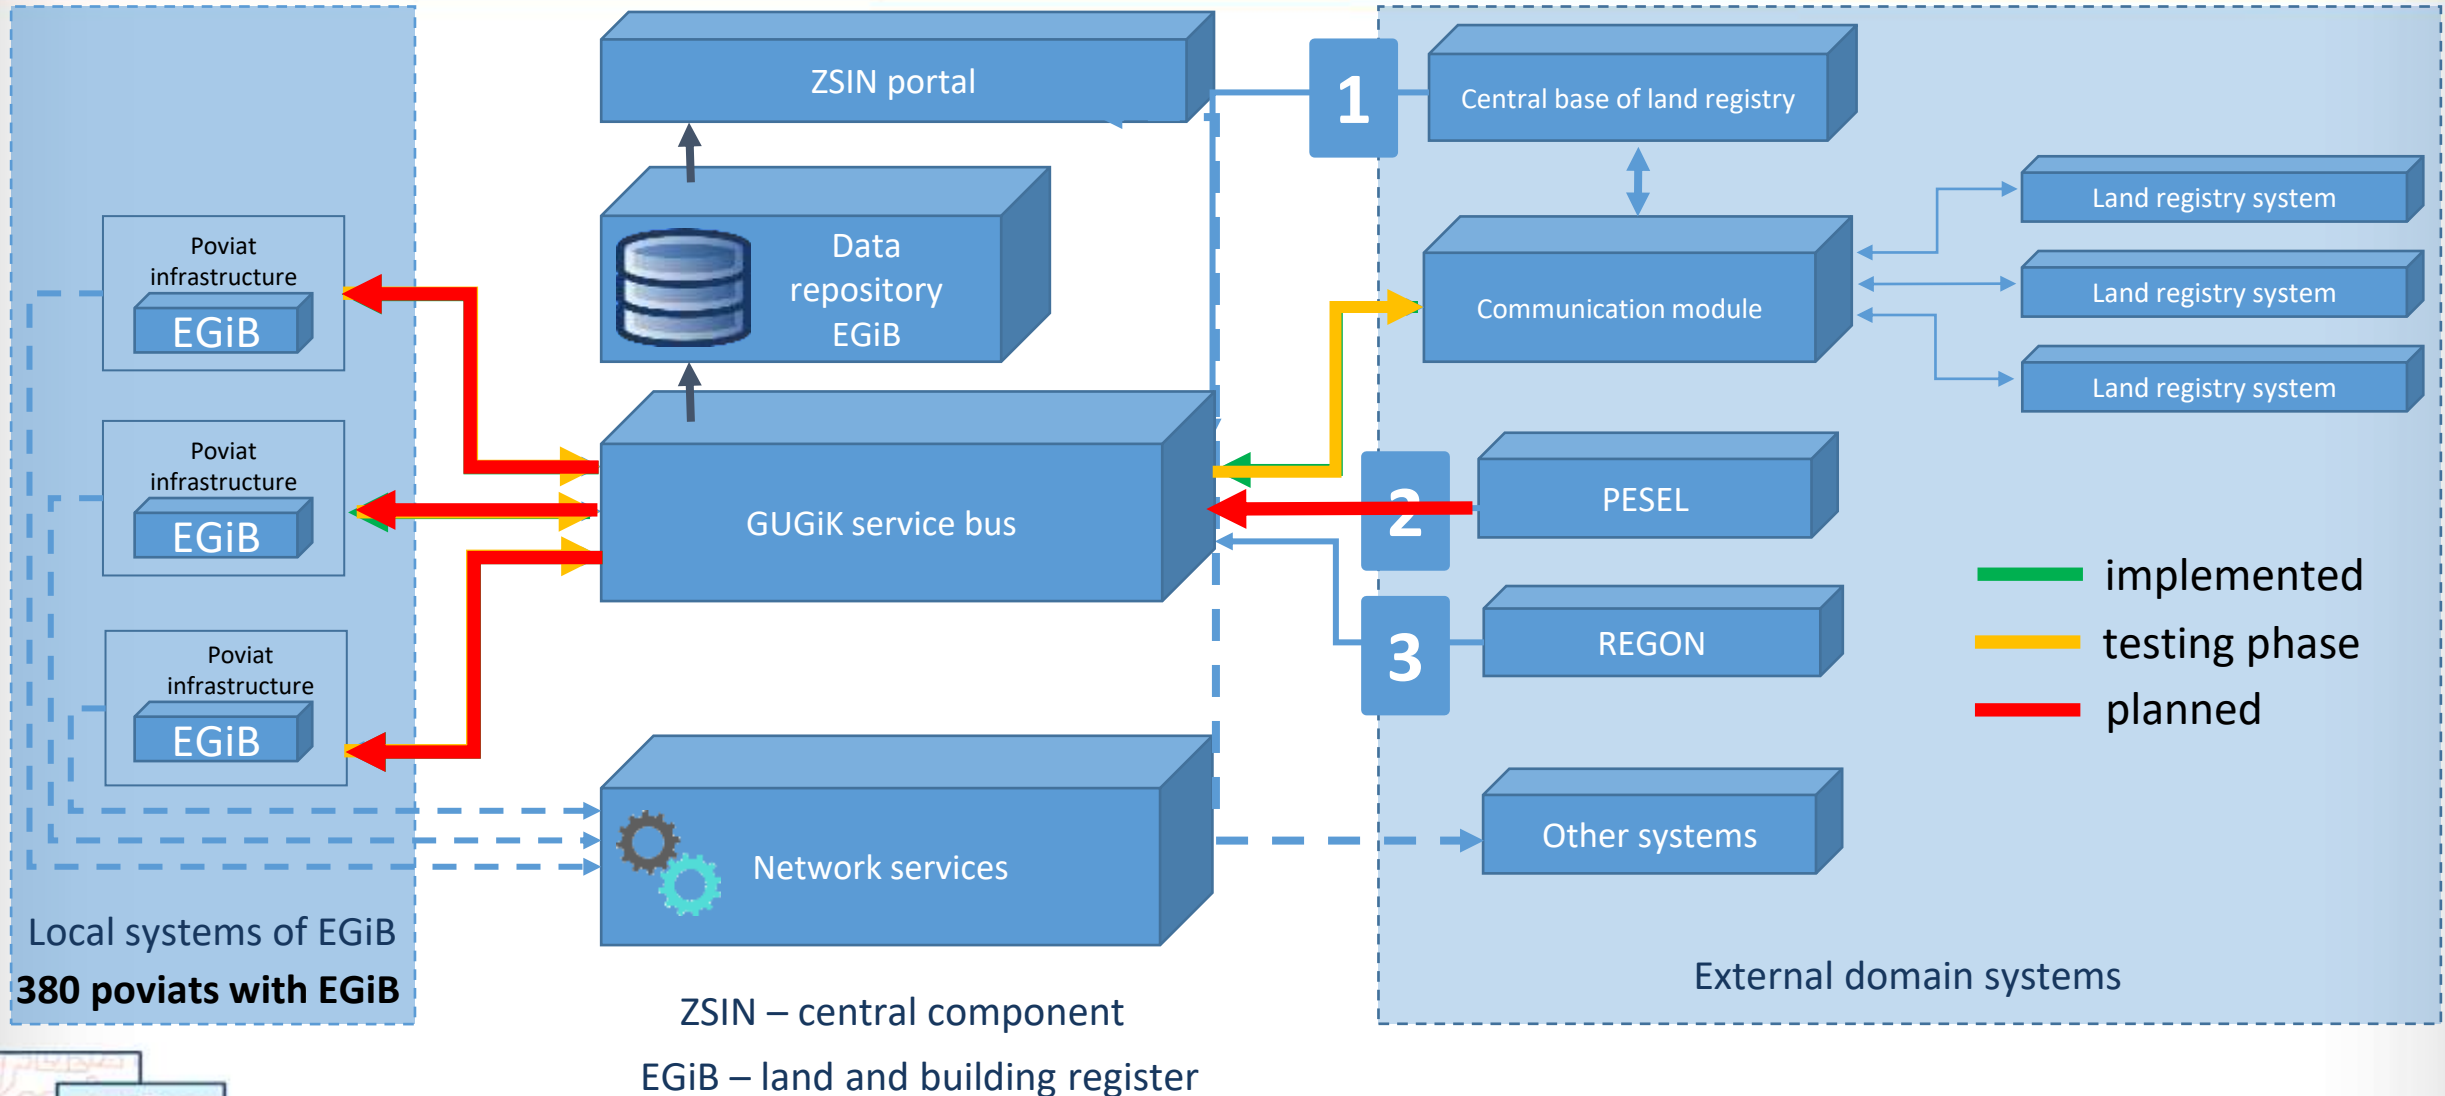 ZSIN portal
1
Central base of land registry
Land registry system
Poviat
infrastructure
EGiB
Data
repository
EGiB
Communication module
Land registry system
Land registry system
Poviat
infrastructure
EGiB
GUGiK service bus
2
PESEL
implemented
testing phase
planned
3
REGON
Poviat
infrastructure
EGiB
Network services
Other systems
Local systems of EGiB
380 poviats with EGiB
External domain systems
ZSIN – central component
EGiB – land and building register